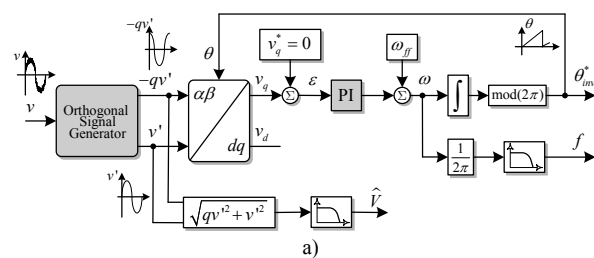 v
−qv'
θ
v*q = 0
ωff
θ
v
Orthogonal
Signal
Generator
−qv'
v'
αβ
dq
vq
vd
Σ
ε
PI
Σ
ω
∫
mod(2π)
θ*inv
1/2π
f
v'
√qv'² + v'²
V̂
a)